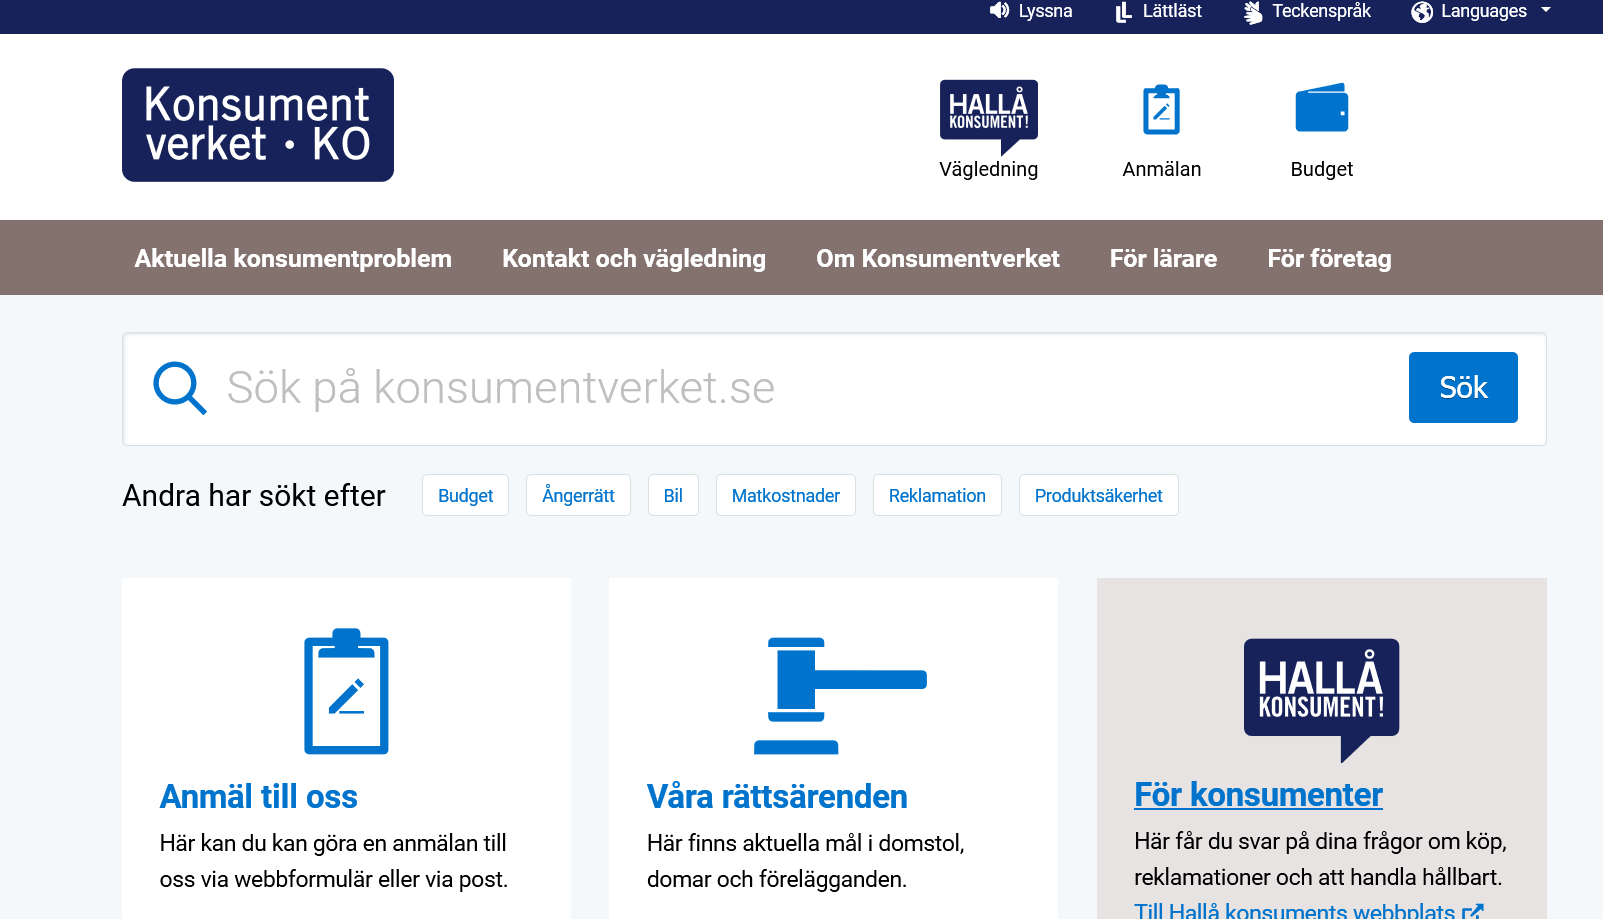 Lyssna
Lättläst
Teckenspråk
Languages
Konsument
verket • KO
HALLÅ
KONSUMENT!
Vägledning
Anmälan
Budget
Aktuella konsumentproblem
Kontakt och vägledning
Om Konsumentverket
För lärare
För företag
Sök på konsumentverket.se
Sök
Andra har sökt efter
Budget
Ångerrätt
Bil
Matkostnader
Reklamation
Produktsäkerhet
Anmäl till oss
Här kan du kan göra en anmälan till
oss via webbformulär eller via post.
Våra rättsärenden
Här finns aktuella mål i domstol,
domar och förelägganden.
HALLÅ
KONSUMENT!
För konsumenter
Här får du svar på dina frågor om köp,
reklamationer och att handla hållbart.
Till Hallå konsuments webbplats